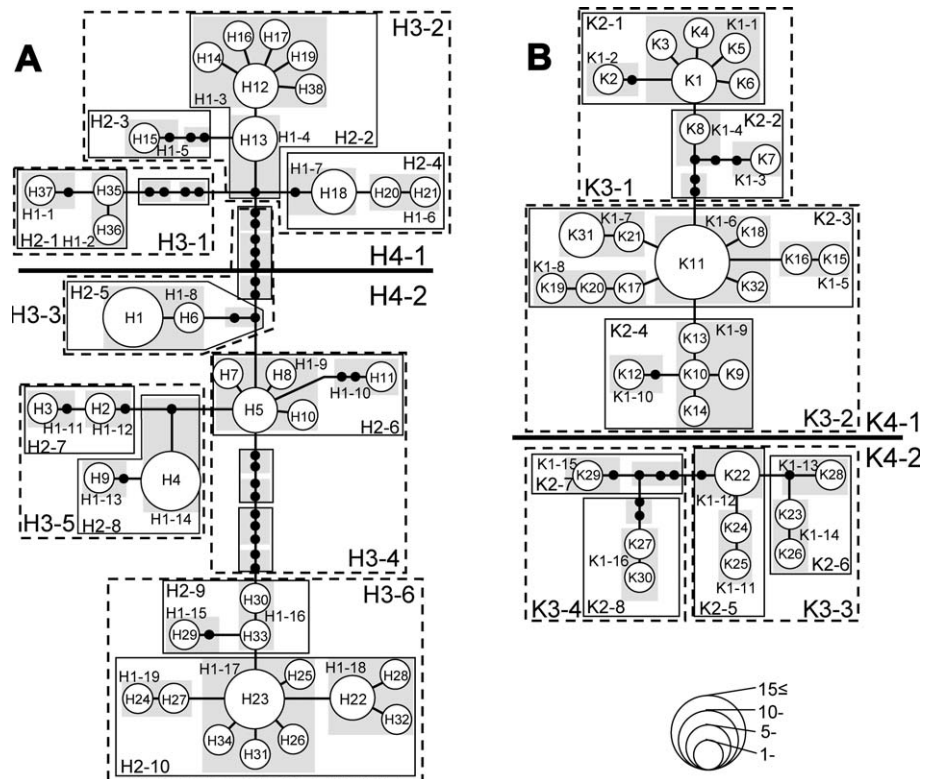 A
H3-2
H16
H17
H14
H19
H12
H38
H1-3
H2-3
H13
H1-4
H15
H1-5
H2-2
H1-7
H2-4
H18
H20
H21
H1-6
H37
H35
H1-1
H36
H2-1
H1-2
H3-1
H4-1
H4-2
H3-3
H2-5
H1-8
H1
H6
H7
H8
H1-9
H11
H1-10
H5
H10
H2-6
H3
H2
H1-11
H1-12
H2-7
H9
H4
H1-13
H1-14
H3-5
H2-8
H3-4
H3-6
H2-9
H30
H1-15
H1-16
H29
H33
H1-17
H25
H1-18
H28
H1-19
H24
H27
H23
H22
H32
H34
H31
H26
H2-10
B
K2-1
K1-1
K4
K3
K5
K1-2
K2
K1
K6
K8
K1-4
K2-2
K7
K1-3
K3-1
K2-3
K1-7
K1-6
K31
K21
K18
K11
K16
K15
K1-8
K1-5
K19
K20
K17
K32
K2-4
K1-9
K13
K12
K10
K9
K1-10
K14
K3-2
K4-1
K4-2
K1-15
K29
K2-7
K1-12
K22
K1-13
K28
K23
K24
K1-14
K27
K1-16
K26
K25
K30
K1-11
K2-6
K3-4
K2-8
K2-5
K3-3
15≤
10-
5-
1-